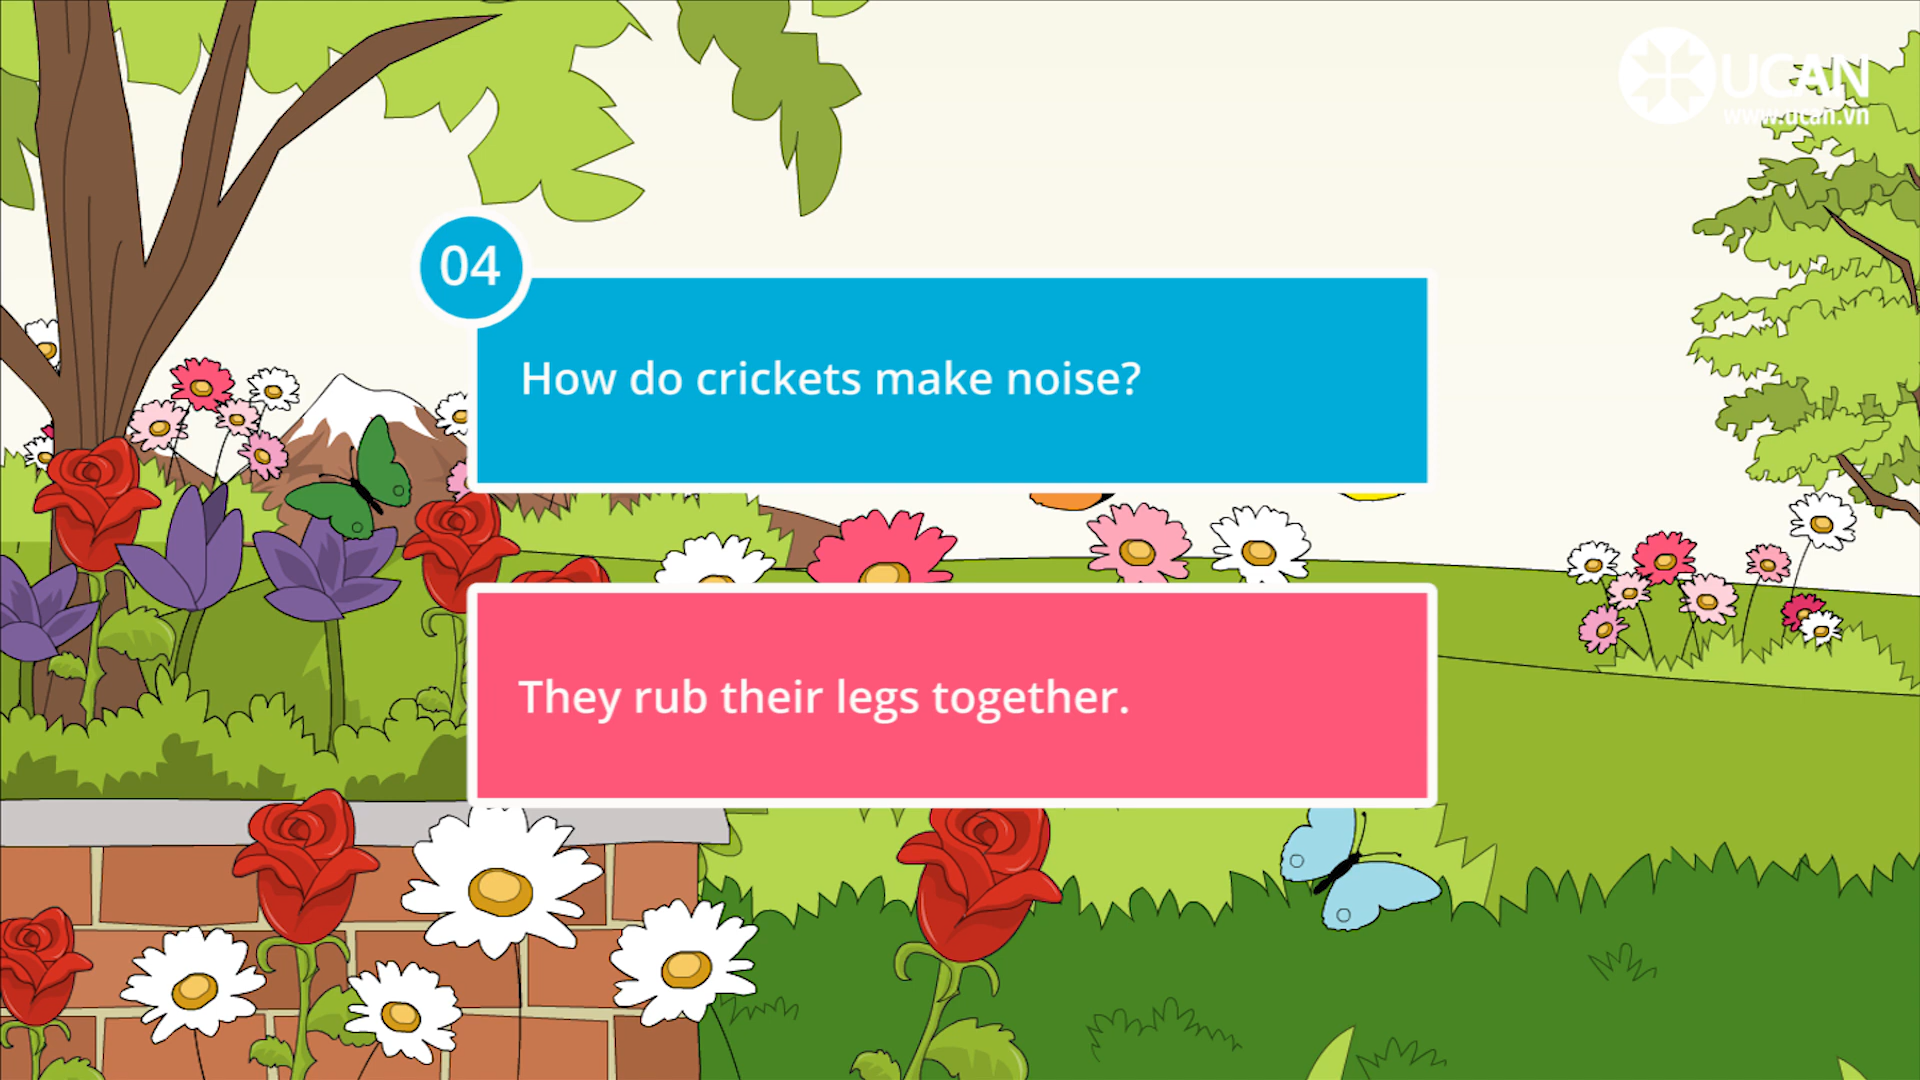 UCAN
www.ucan.vn
04
How do crickets make noise?
They rub their legs together.